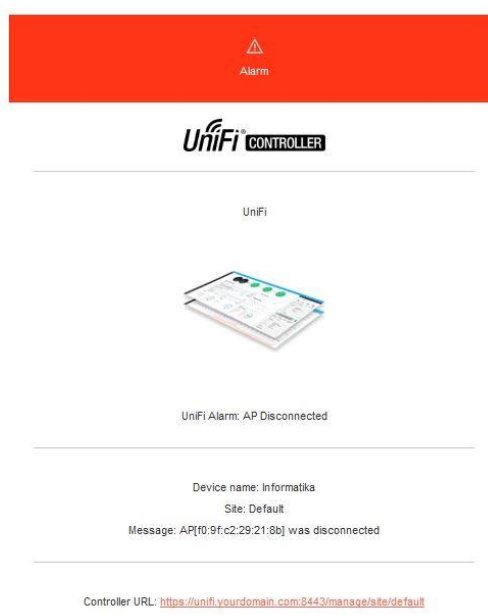 Alarm
UniFi CONTROLLER
UniFi
UniFi Alarm: AP Disconnected
Device name: Informatika
Site: Default
Message: AP[f0:9f:c2:29:21:8b] was disconnected
Controller URL: https://unifi.yourdomain.com:8443/manage/site/default